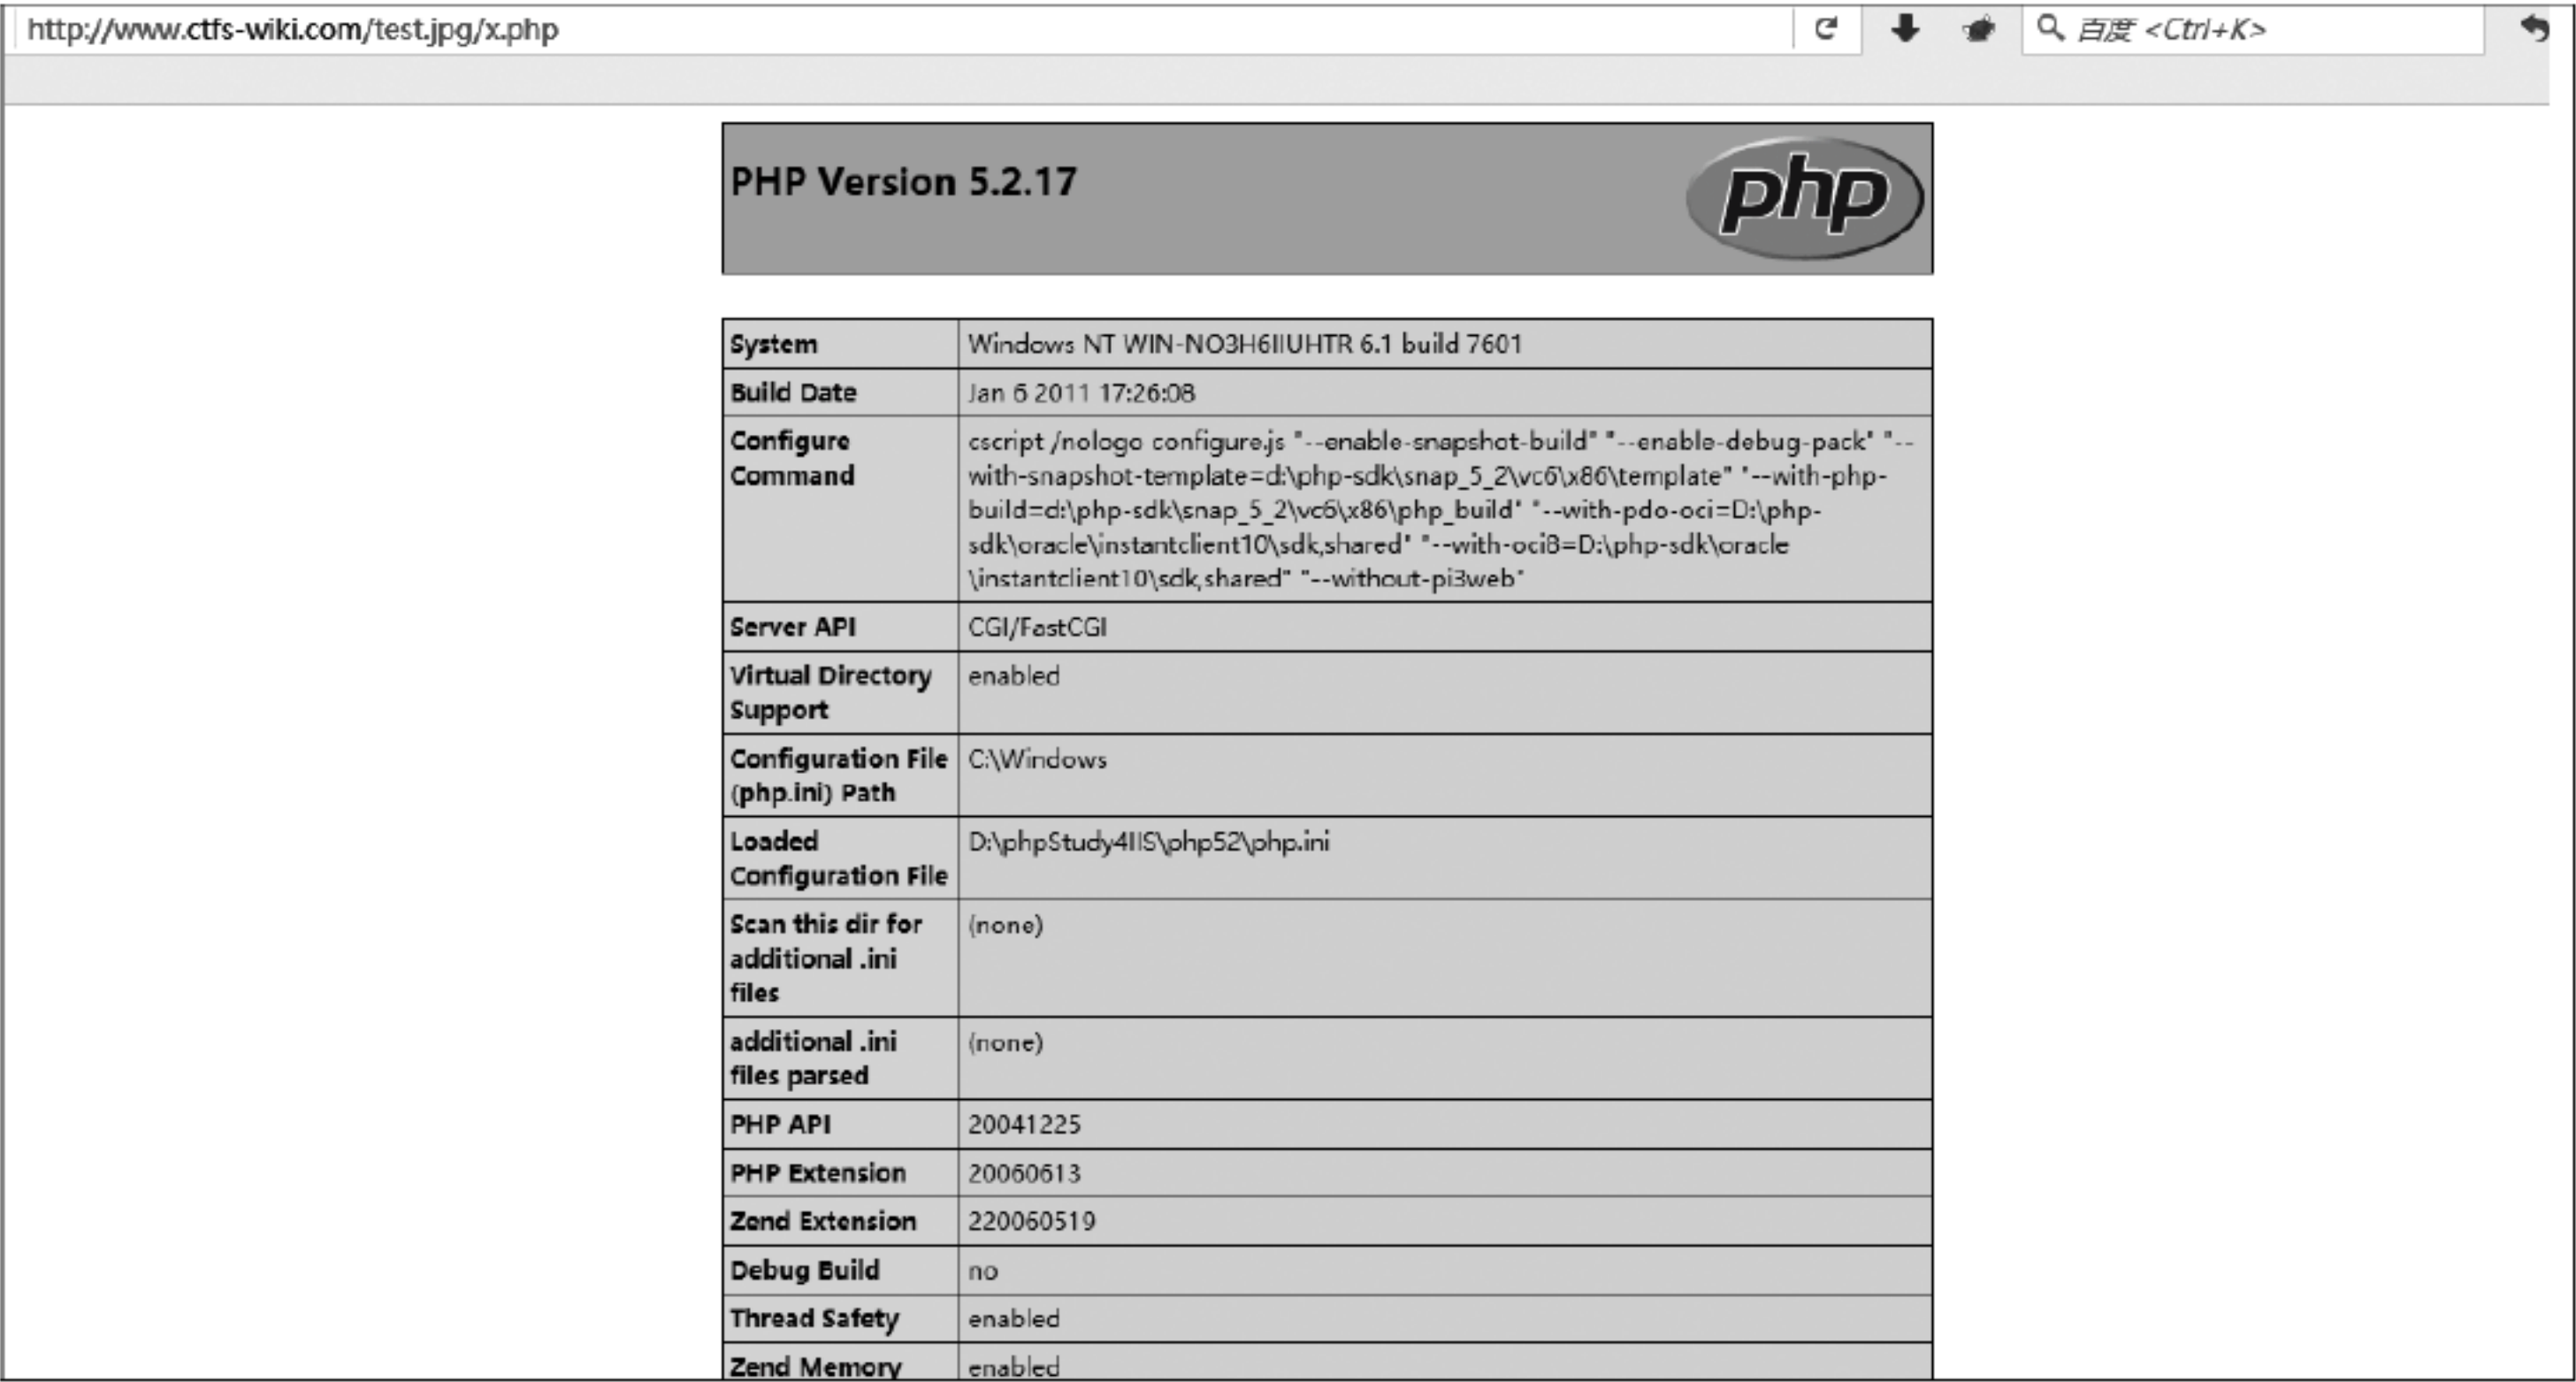 http://www.ctfs-wiki.com/test.jpg/x.php
百度 <Ctrl+K>
PHP Version 5.2.17
php
System Windows NT WIN-NO3H6IIUHTR 6.1 build 7601
Build Date Jan 6 2011 17:26:08
Configure Command cscript /nologo configure.js "--enable-snapshot-build" "--enable-debug-pack" "--
with-snapshot-template=d:\php-sdk\snap_5_2\vc6\x86\template" "--with-php-
build=d:\php-sdk\snap_5_2\vc6\x86\php_build" "--with-pdo-oci=D:\php-
sdk\oracle\instantclient10\sdk,shared" "--with-oci8=D:\php-sdk\oracle
\instantclient10\sdk,shared" "--without-pi3web"
Server API CGI/FastCGI
Virtual Directory
Support enabled
Configuration File
(php.ini) Path C:\Windows
Loaded
Configuration File D:\phpStudy4IIS\php52\php.ini
Scan this dir for
additional .ini
files (none)
additional .ini
files parsed (none)
PHP API 20041225
PHP Extension 20060613
Zend Extension 220060519
Debug Build no
Thread Safety enabled
Zend Memory enabled